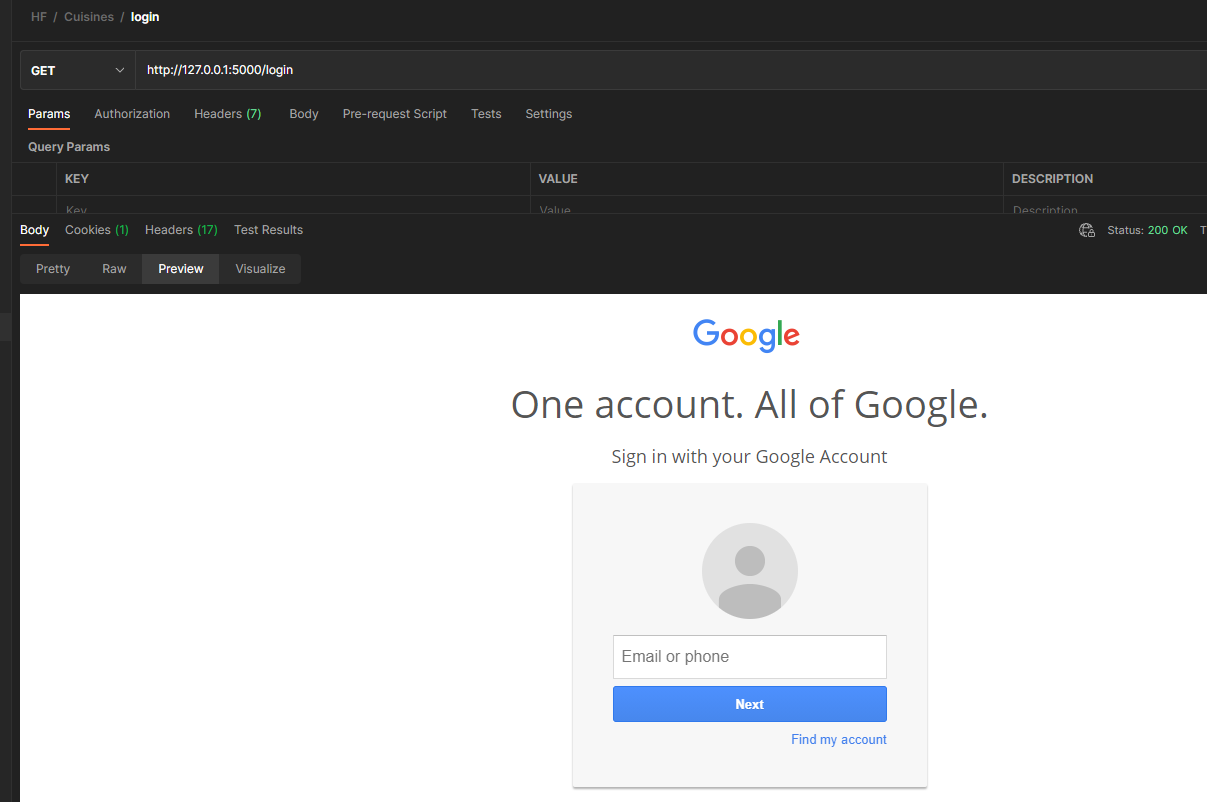 HF / Cuisines / login
GET http://127.0.0.1:5000/login
Params Authorization Headers (7) Body Pre-request Script Tests Settings
Query Params
KEY VALUE DESCRIPTION
Key Value Description
Body Cookies (1) Headers (17) Test Results Status: 200 OK T
Pretty Raw Preview Visualize
Google
One account. All of Google.
Sign in with your Google Account
Email or phone
Next
Find my account